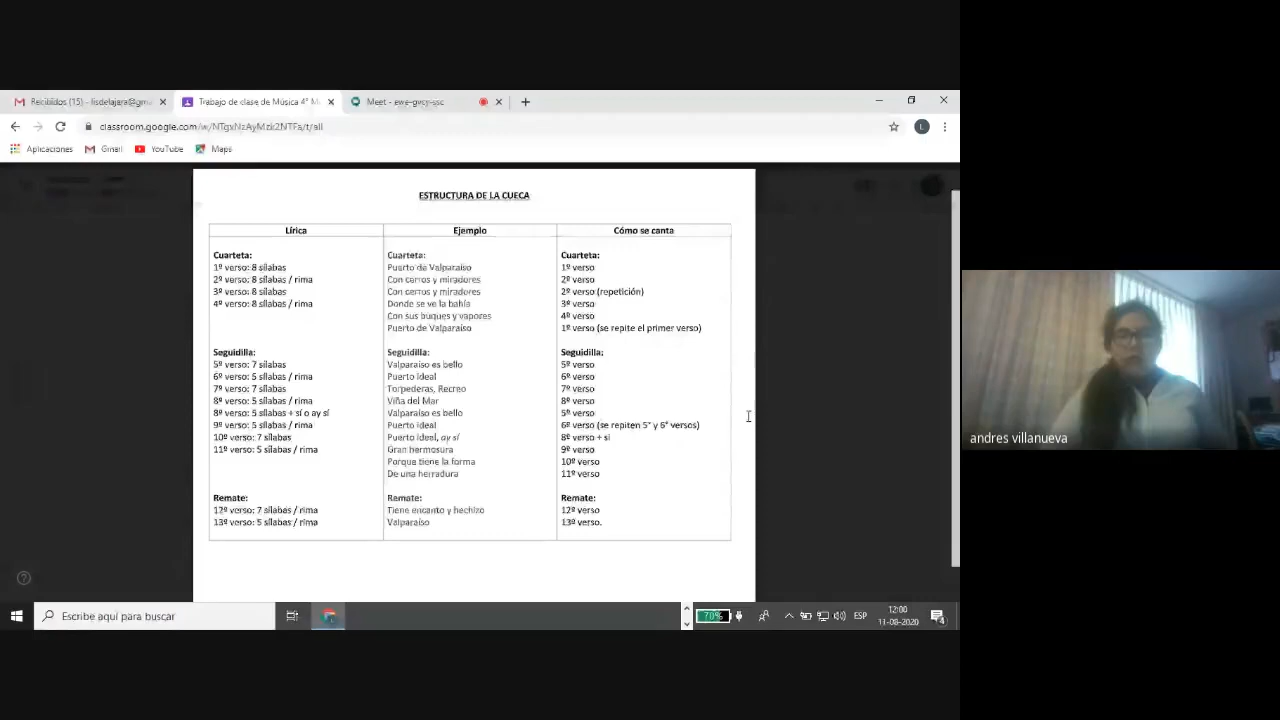 Recibidos (15) - lisdelajara@gm
Trabajo de clase de Música 4° M
Meet - ewe-gvcy-ssc
classroom.google.com/w/NTgxNzAyMzk2NTFa/t/all
Aplicaciones
Gmail
YouTube
Maps
ESTRUCTURA DE LA CUECA
Lírica
Cuarteta:
1º verso: 8 sílabas
2º verso: 8 sílabas / rima
3º verso: 8 sílabas
4º verso: 8 sílabas / rima
Seguidilla:
5º verso: 7 sílabas
6º verso: 5 sílabas / rima
7º verso: 7 sílabas
8º verso: 5 sílabas / rima
8º verso: 5 sílabas + sí o ay sí
9º verso: 5 sílabas / rima
10º verso: 7 sílabas
11º verso: 5 sílabas / rima
Remate:
12º verso: 7 sílabas / rima
13º verso: 5 sílabas / rima
Ejemplo
Cuarteta:
Puerto de Valparaíso
Con cerros y miradores
Con cerros y miradores
Donde se ve la bahía
Con sus buques y vapores
Puerto de Valparaíso
Seguidilla:
Valparaíso es bello
Puerto ideal
Torpederas, Recreo
Viña del Mar
Valparaíso es bello
Puerto ideal
Puerto ideal, ay sí
Gran hermosura
Porque tiene la forma
De una herradura
Remate:
Tiene encanto y hechizo
Valparaíso
Cómo se canta
Cuarteta:
1º verso
2º verso
2º verso (repetición)
3º verso
4º verso
1º verso (se repite el primer verso)
Seguidilla:
5º verso
6º verso
7º verso
8º verso
5º verso
6º verso (se repiten 5° y 6° versos)
8º verso + si
9º verso
10º verso
11º verso
Remate:
12º verso
13º verso.
andres villanueva
Escribe aquí para buscar
70%
ESP
12:00
11-08-2020
4
L